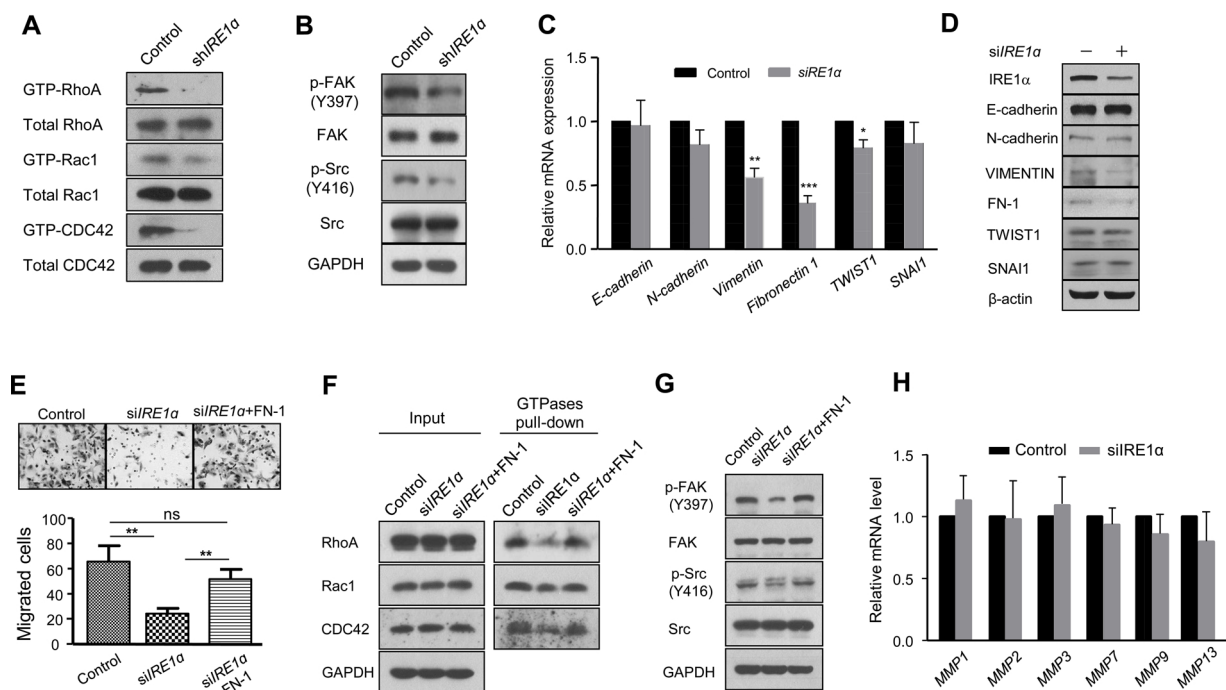 A
Control
shIRE1α
GTP-RhoA
Total RhoA
GTP-Rac1
Total Rac1
GTP-CDC42
Total CDC42
B
Control
shIRE1α
p-FAK
(Y397)
FAK
p-Src
(Y416)
Src
GAPDH
C
Control
siRE1α
Relative mRNA expression
1.5
1.0
0.5
0.0
**
***
*
E-cadherin
N-cadherin
Vimentin
Fibronectin 1
TWIST1
SNAI1
D
siIRE1α − +
IRE1α
E-cadherin
N-cadherin
VIMENTIN
FN-1
TWIST1
SNAI1
β-actin
E
Control
siIRE1α
siIRE1α+FN-1
Migrated cells
100
80
60
40
20
0
ns
**
**
Control
siIRE1α
siIRE1α
FN-1
F
Input
GTPases
pull-down
Control
siIRE1α
siIRE1α+FN-1
Control
siIRE1α
siIRE1α+FN-1
RhoA
Rac1
CDC42
GAPDH
G
Control
siIRE1α
siIRE1α+FN-1
p-FAK
(Y397)
FAK
p-Src
(Y416)
Src
GAPDH
H
Control
siIRE1α
Relative mRNA level
1.5
1.0
0.5
0.0
MMP1
MMP2
MMP3
MMP7
MMP9
MMP13